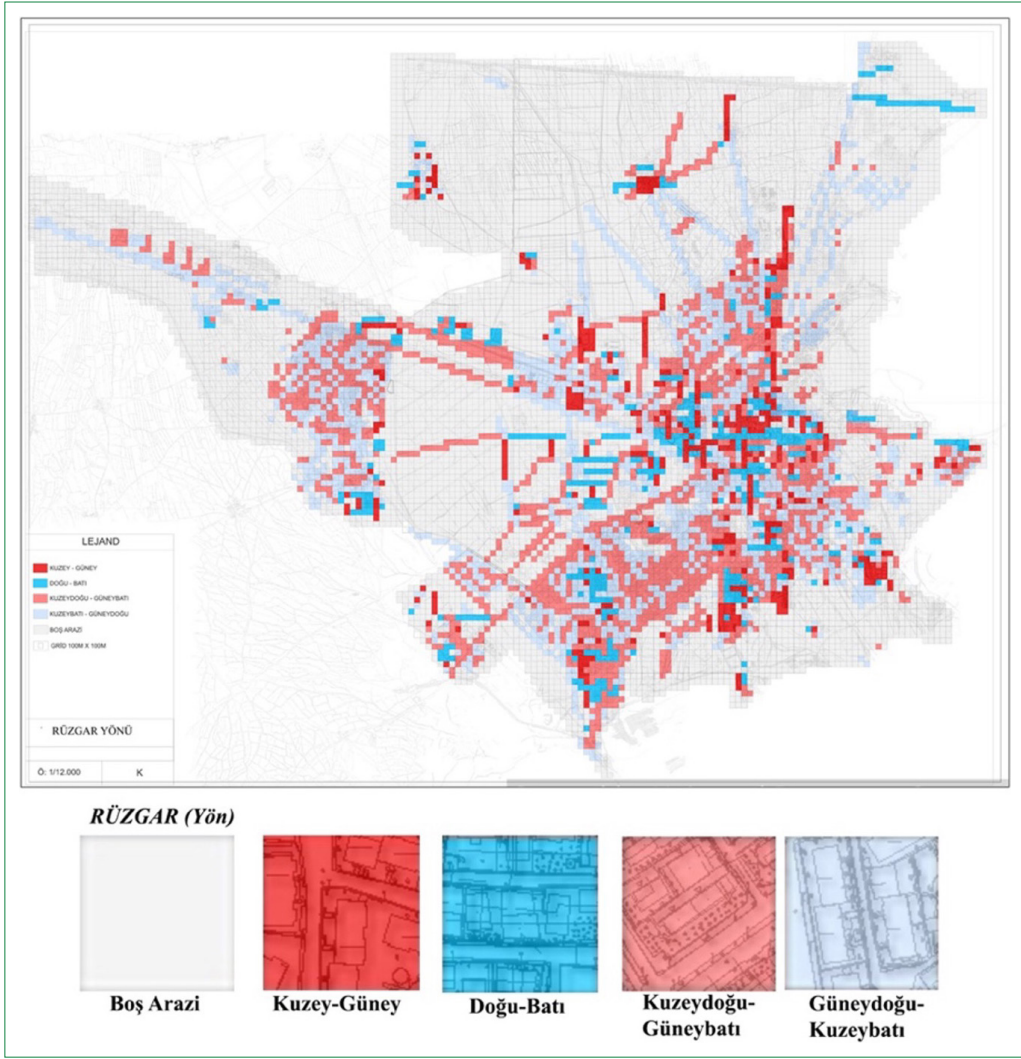 LEJAND
KUZEY - GÜNEY
DOĞU - BATI
KUZEYDOĞU - GÜNEYBATI
KUZEYBATI - GÜNEYDOĞU
BOŞ ARAZİ
GRİD 100M X 100M
RÜZGAR YÖNÜ
Ö: 1/12.000 K
RÜZGAR (Yön)
Boş Arazi Kuzey-Güney Doğu-Batı Kuzeydoğu- Güneydoğu-
Güneybatı Kuzeybatı